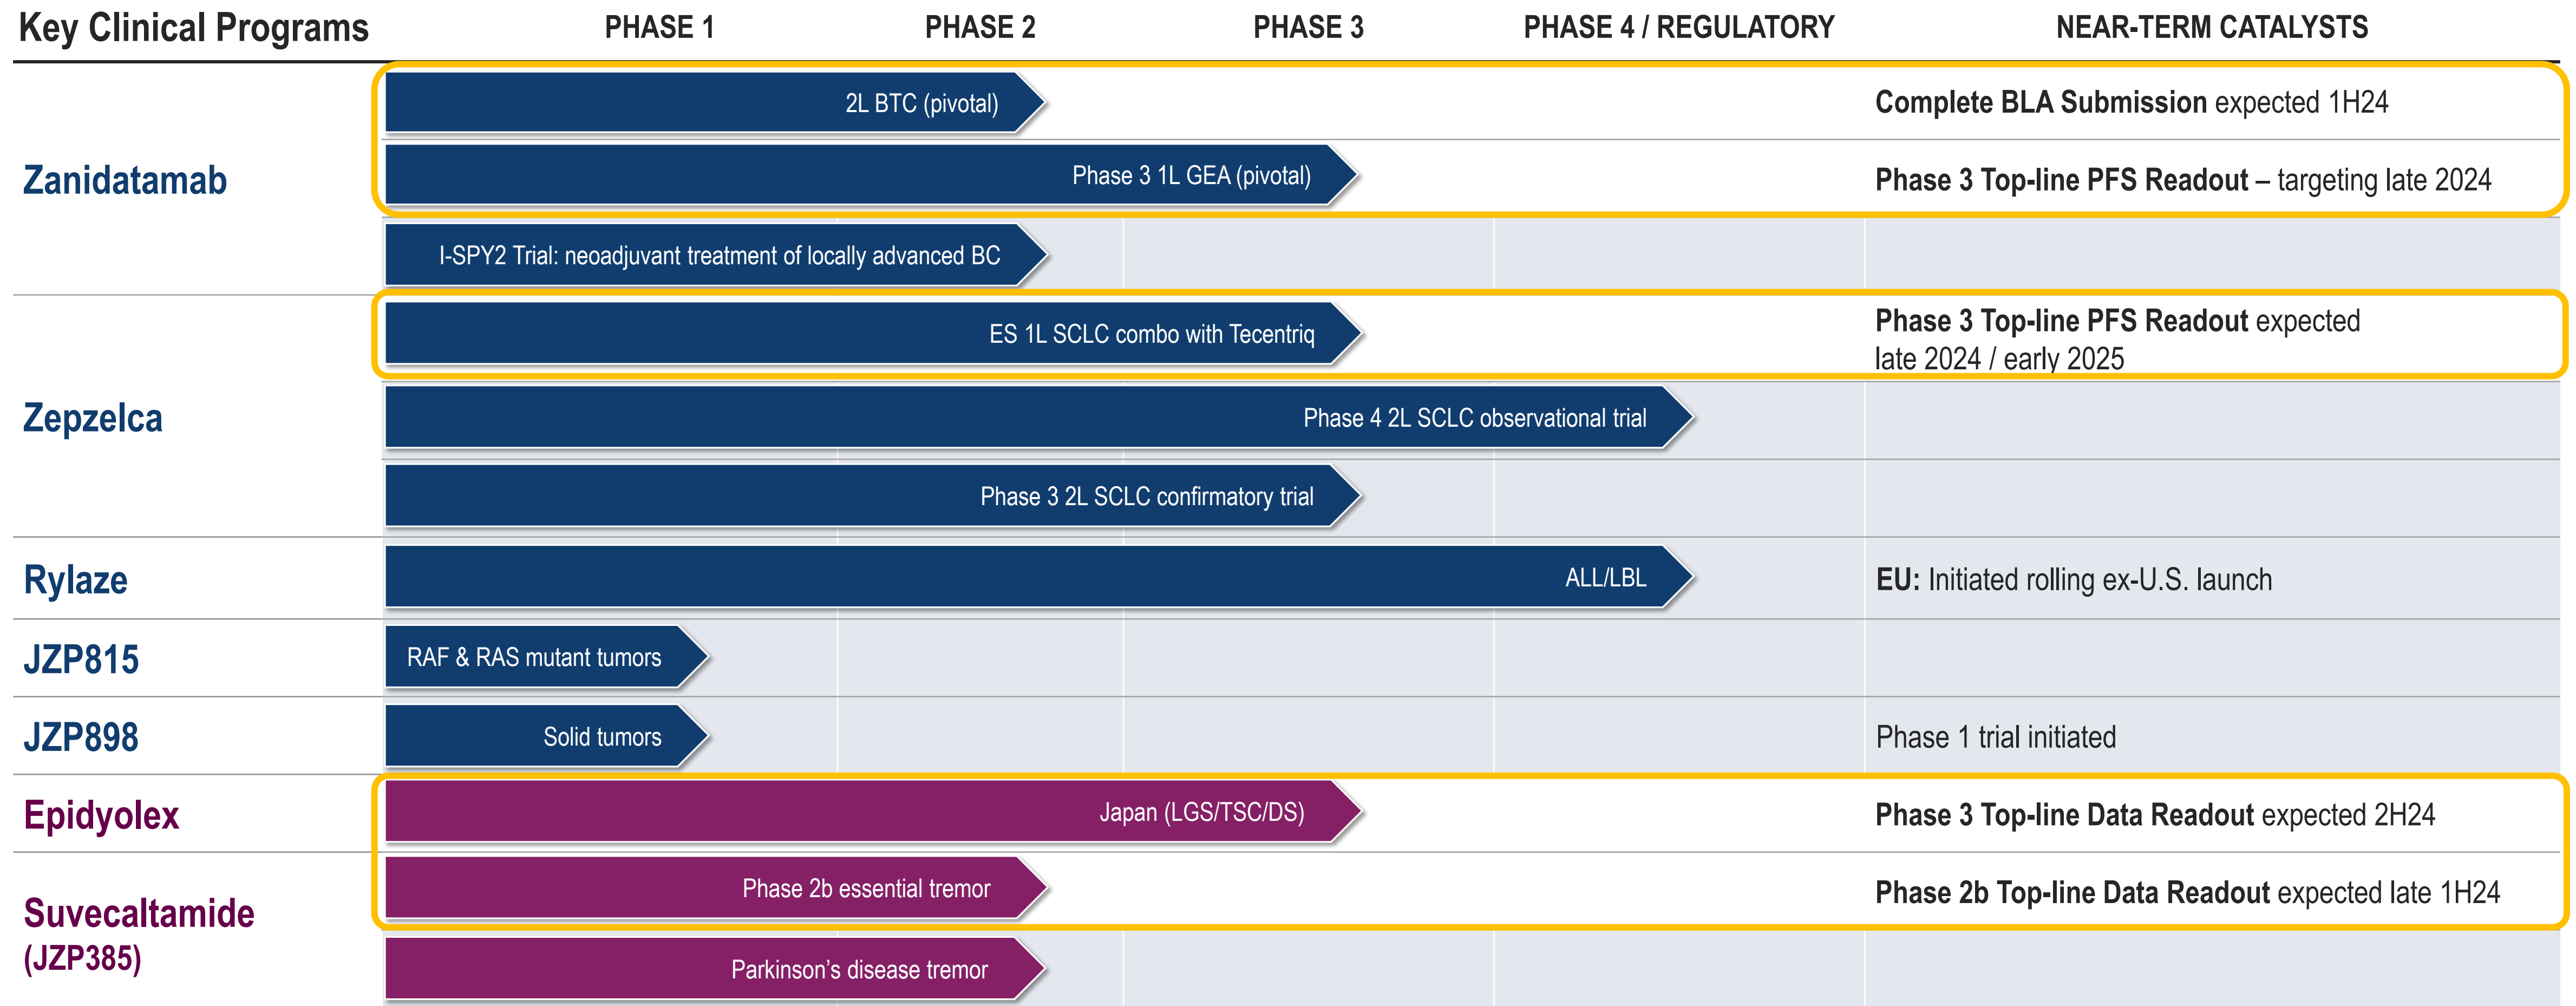 Key Clinical Programs PHASE 1 PHASE 2 PHASE 3 PHASE 4 / REGULATORY NEAR-TERM CATALYSTS
Zanidatamab
2L BTC (pivotal) Complete BLA Submission expected 1H24
Phase 3 1L GEA (pivotal) Phase 3 Top-line PFS Readout – targeting late 2024
I-SPY2 Trial: neoadjuvant treatment of locally advanced BC
Zepzelca
ES 1L SCLC combo with Tecentriq Phase 3 Top-line PFS Readout expected
late 2024 / early 2025
Phase 4 2L SCLC observational trial
Phase 3 2L SCLC confirmatory trial
Rylaze ALL/LBL EU: Initiated rolling ex-U.S. launch
JZP815 RAF & RAS mutant tumors
JZP898 Solid tumors Phase 1 trial initiated
Epidyolex Japan (LGS/TSC/DS) Phase 3 Top-line Data Readout expected 2H24
Suvecaltamide
(JZP385)
Phase 2b essential tremor Phase 2b Top-line Data Readout expected late 1H24
Parkinson’s disease tremor